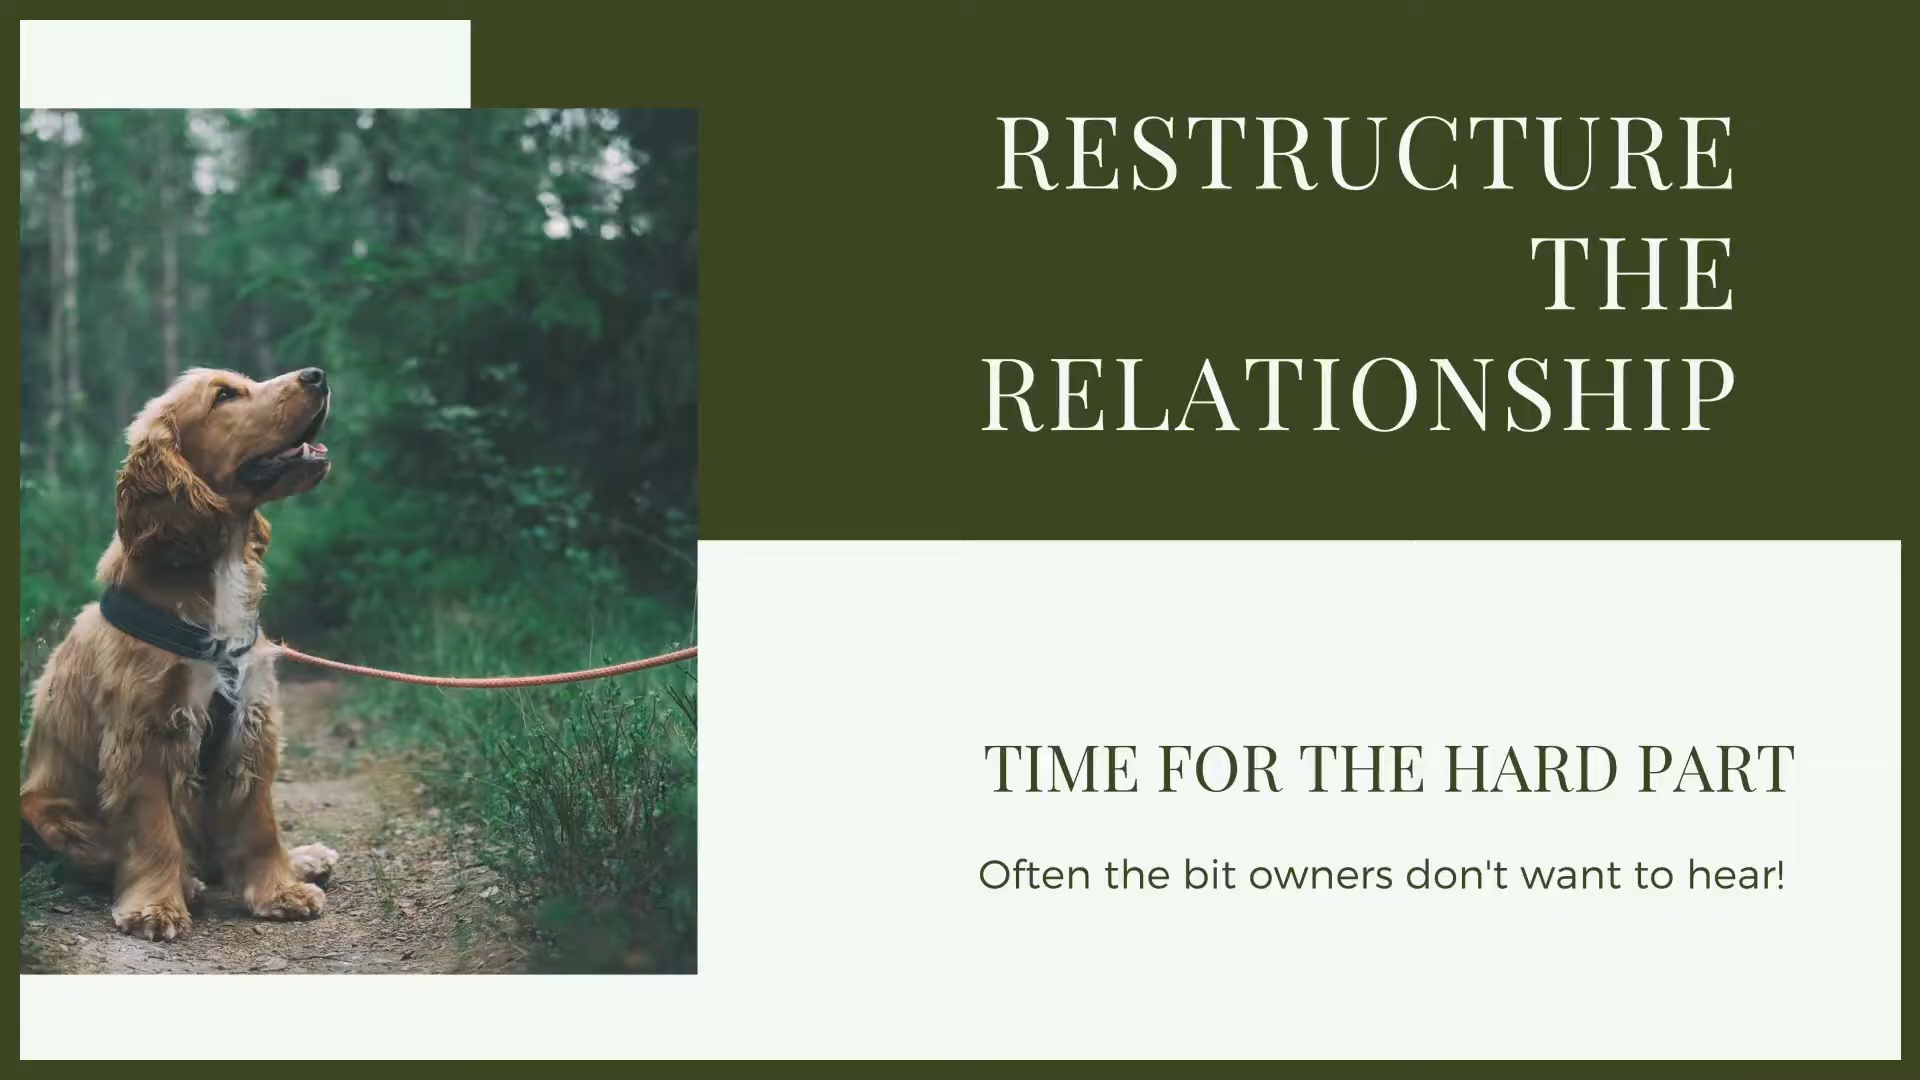 RESTRUCTURE
THE
RELATIONSHIP
TIME FOR THE HARD PART
Often the bit owners don't want to hear!